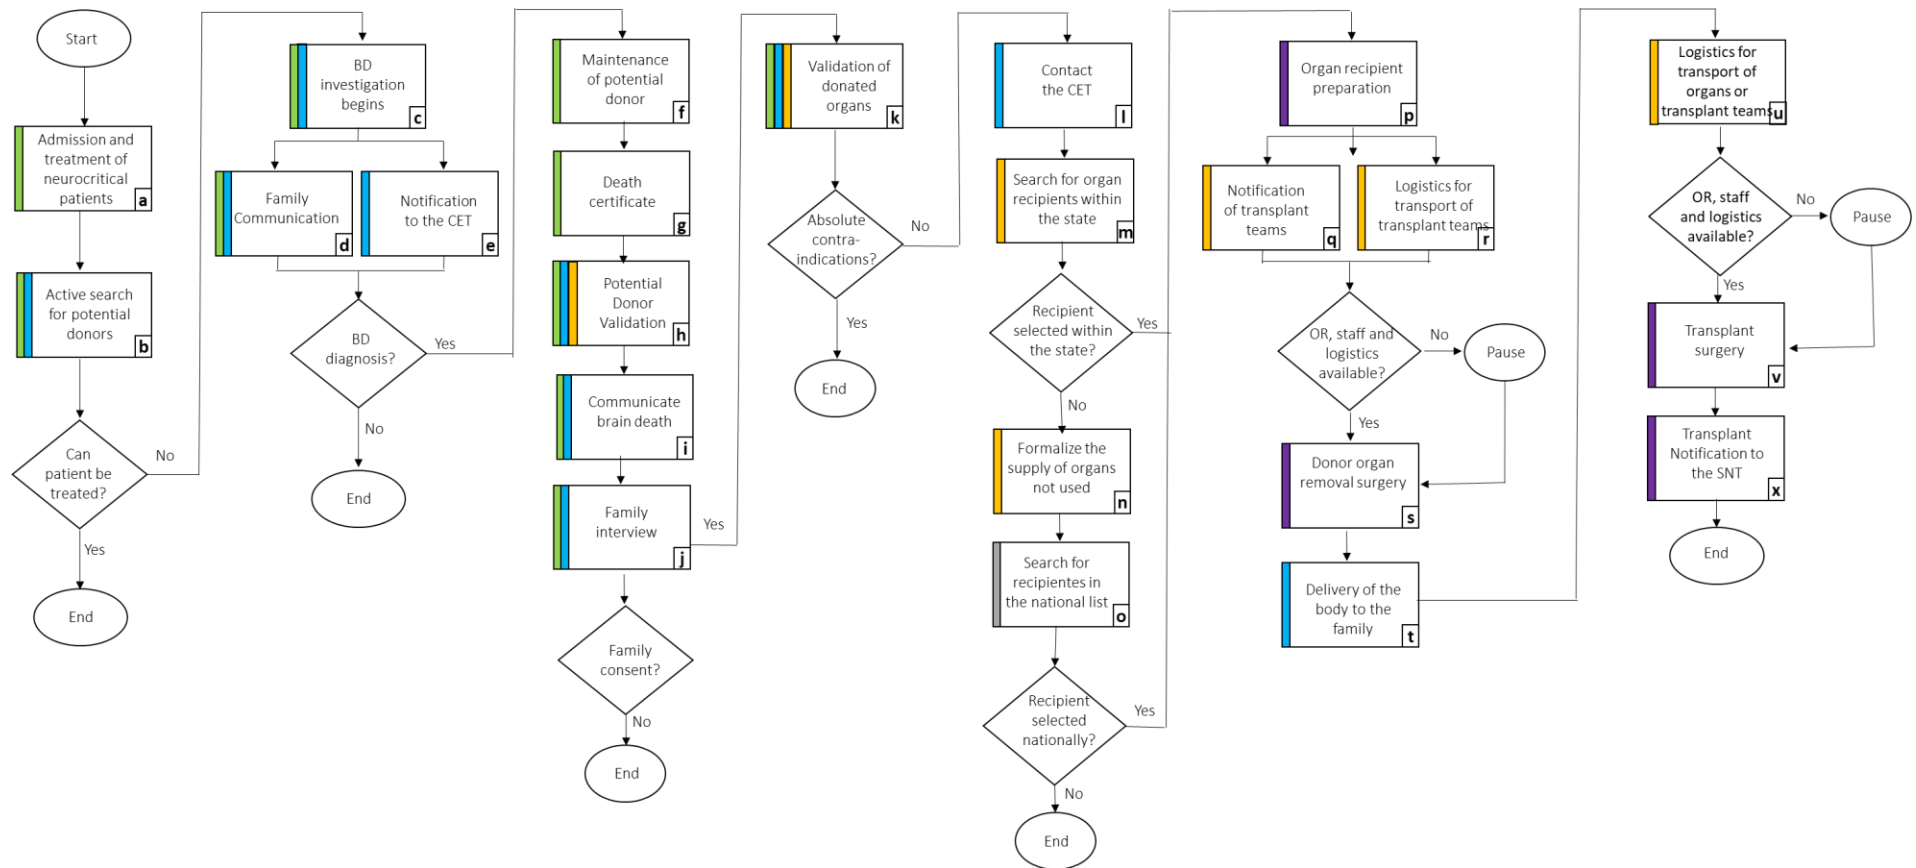 Start
Admission and
treatment of
neurocritical
patients
a
Active search
for potential
donors
b
Can
patient be
treated?
No
Yes
End
BD
investigation
begins
c
Family
Communication
d
Notification
to the CET
e
BD
diagnosis?
Yes
No
End
Maintenance
of potential
donor
f
Death
certificate
g
Potential
Donor
Validation
h
Communicate
brain death
i
Family
interview
j
Yes
Family
consent?
No
End
Validation of
donated
organs
k
Absolute
contra-
indications?
No
Yes
End
Contact
the CET
l
Search for organ
recipients within
the state
m
Recipient
selected within
the state?
Yes
No
Formalize the
supply of organs
not used
n
Search for
recipientes in
the national list
o
Recipient
selected
nationally?
Yes
No
End
Organ recipient
preparation
p
Notification
of transplant
teams
q
Logistics for
transport of
transplant teams
r
OR, staff and
logistics
available?
No
Pause
Yes
Donor organ
removal surgery
s
Delivery of the
body to the
family
t
Logistics for
transport of
organs or
transplant teams
u
OR, staff
and logistics
available?
No
Pause
Yes
Transplant
surgery
v
Transplant
Notification to
the SNT
x
End